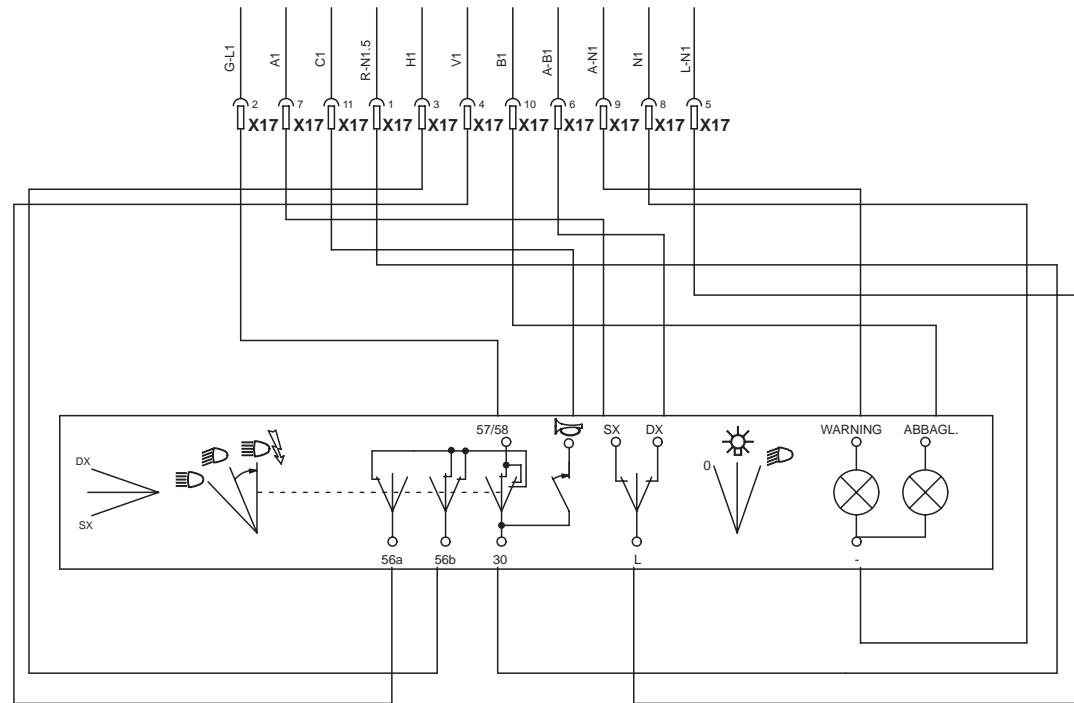 G-L1 A1 C1 R-N1.5 H1 V1 B1 A-B1 A-N1 N1 L-N1
2 7 11 1 3 4 10 6 9 8 5
X17 X17 X17 X17 X17 X17 X17 X17 X17 X17 X17
57/58 SX DX WARNING ABBAGL.
DX 0
SX
56a 56b 30 L -